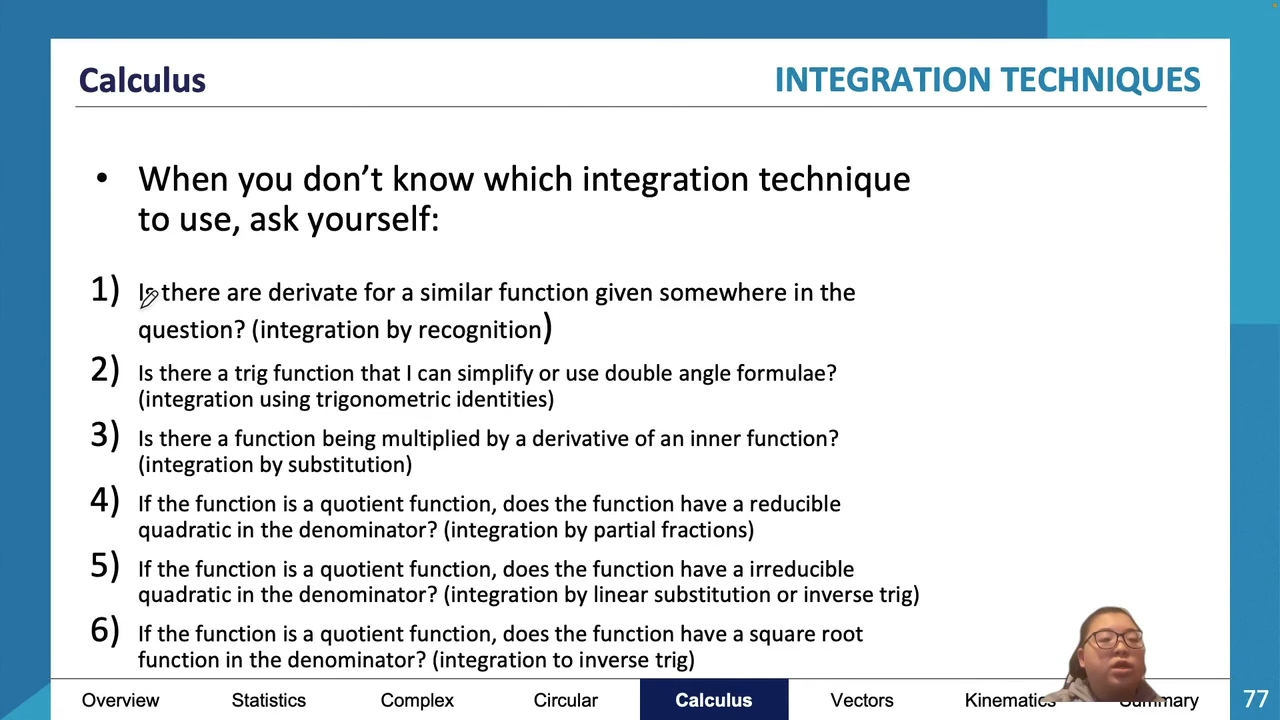 Calculus
INTEGRATION TECHNIQUES
• When you don’t know which integration technique
to use, ask yourself:
1) Is there are derivate for a similar function given somewhere in the
question? (integration by recognition)
2) Is there a trig function that I can simplify or use double angle formulae?
(integration using trigonometric identities)
3) Is there a function being multiplied by a derivative of an inner function?
(integration by substitution)
4) If the function is a quotient function, does the function have a reducible
quadratic in the denominator? (integration by partial fractions)
5) If the function is a quotient function, does the function have a irreducible
quadratic in the denominator? (integration by linear substitution or inverse trig)
6) If the function is a quotient function, does the function have a square root
function in the denominator? (integration to inverse trig)
Overview Statistics Complex Circular Calculus Vectors Kinematics Summary 77